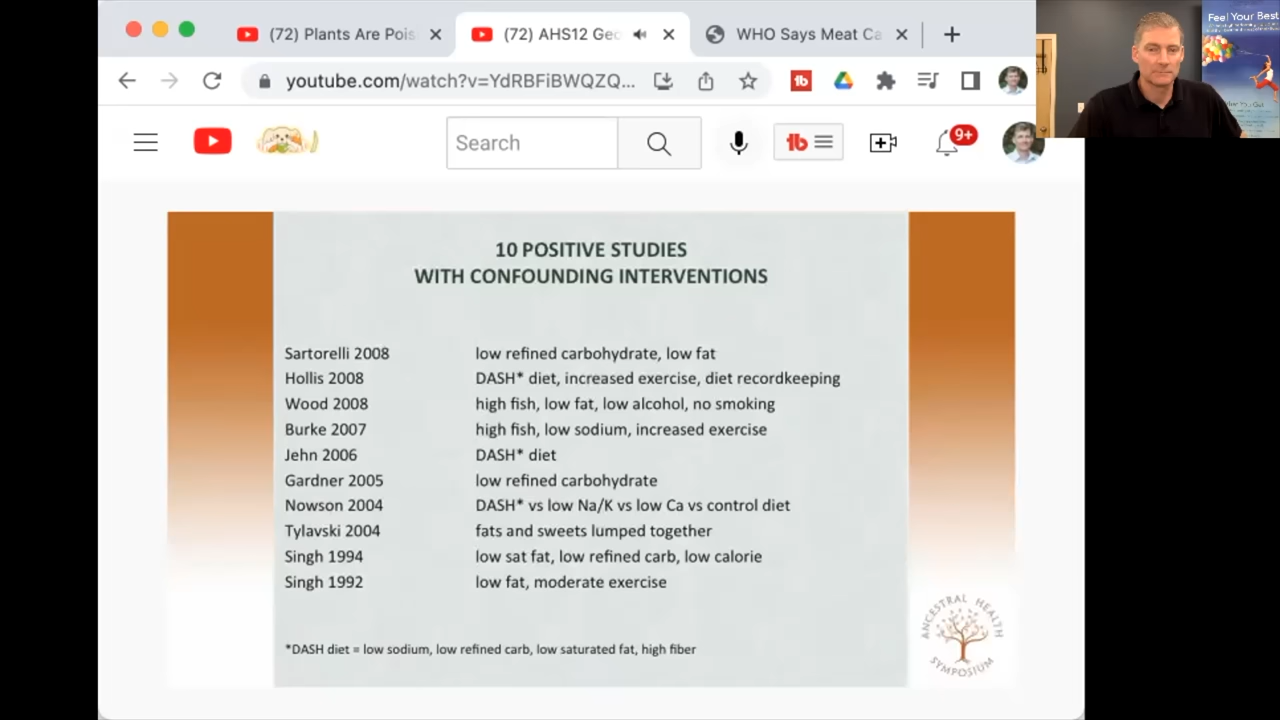 (72) Plants Are Pois
(72) AHS12 Geo
WHO Says Meat Ca
youtube.com/watch?v=YdRBFiBWQZQ...
Search
9+
Feel Your Best
10 POSITIVE STUDIES
WITH CONFOUNDING INTERVENTIONS
Sartorelli 2008 low refined carbohydrate, low fat
Hollis 2008 DASH* diet, increased exercise, diet recordkeeping
Wood 2008 high fish, low fat, low alcohol, no smoking
Burke 2007 high fish, low sodium, increased exercise
Jehn 2006 DASH* diet
Gardner 2005 low refined carbohydrate
Nowson 2004 DASH* vs low Na/K vs low Ca vs control diet
Tylavski 2004 fats and sweets lumped together
Singh 1994 low sat fat, low refined carb, low calorie
Singh 1992 low fat, moderate exercise
*DASH diet = low sodium, low refined carb, low saturated fat, high fiber
ANCESTRAL HEALTH
SYMPOSIUM